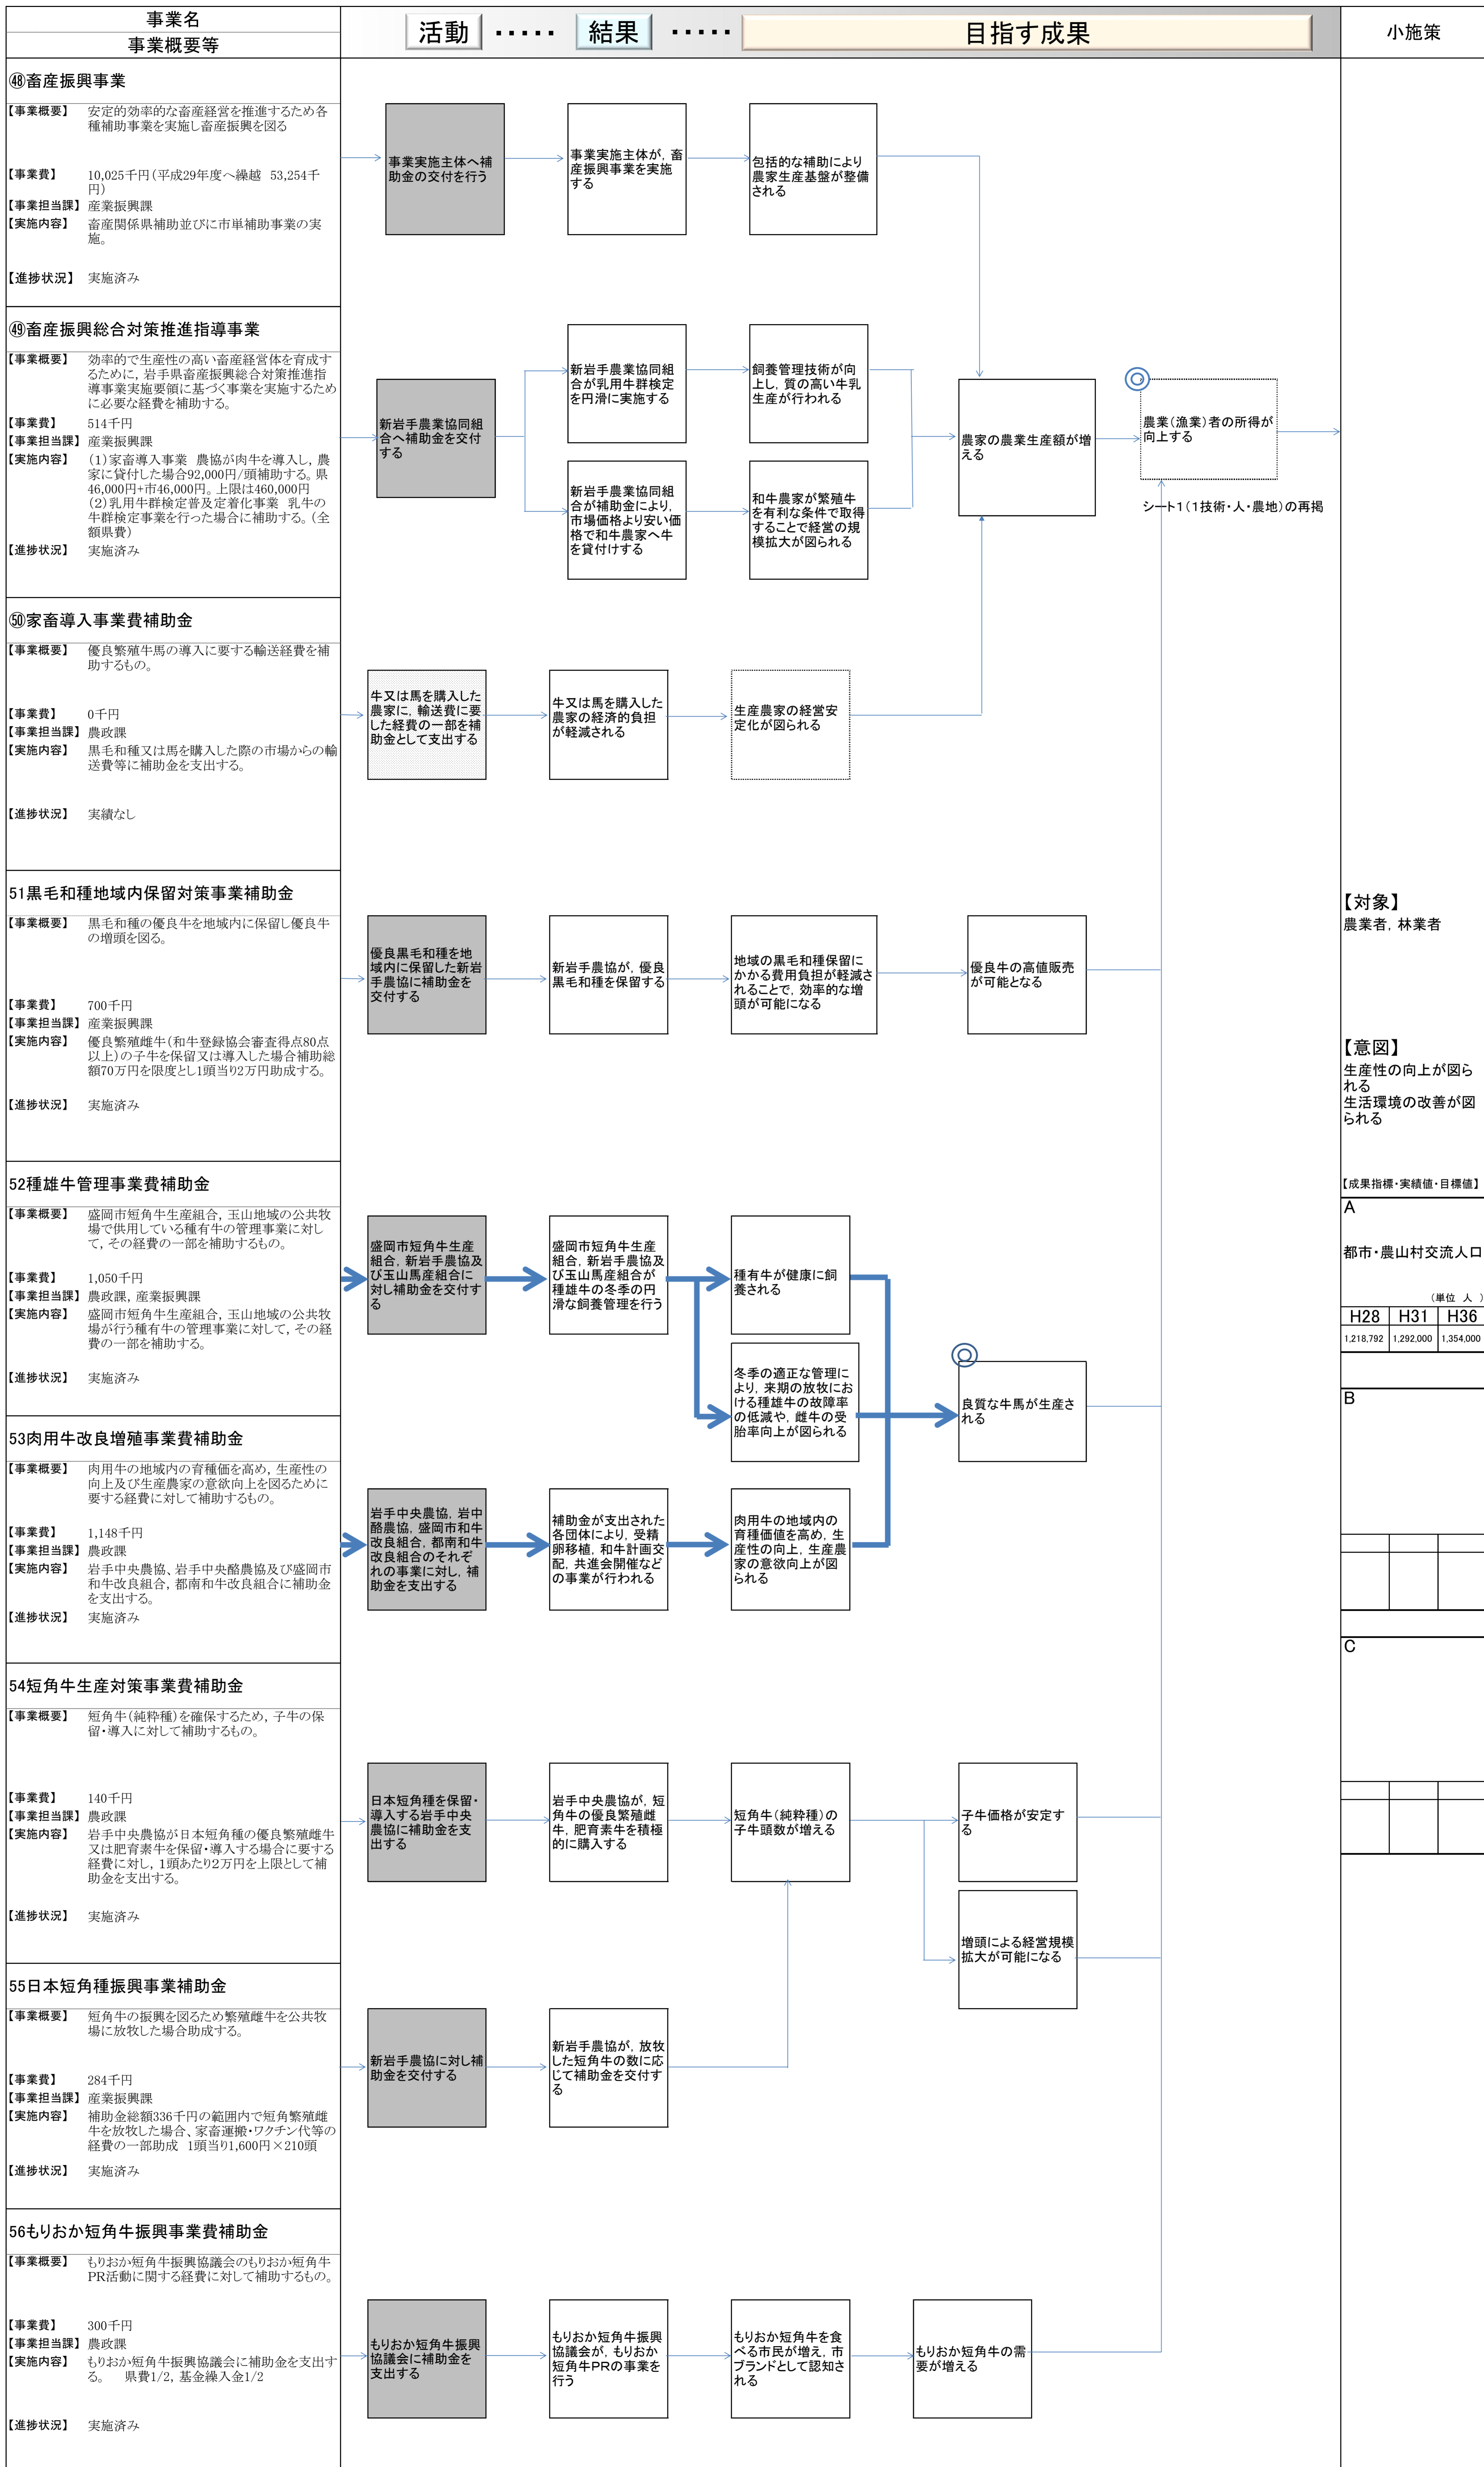 事業名
事業概要等
活動 ・・・・・ 結果 ・・・・・ 目指す成果
小施策
㊽畜産振興事業
【事業概要】 安定的効率的な畜産経営を推進するため各
種補助事業を実施し畜産振興を図る
【事業費】 10,025千円(平成29年度へ繰越 53,254千
円)
【事業担当課】 産業振興課
【実施内容】 畜産関係県補助並びに市単補助事業の実
施。
【進捗状況】 実施済み
事業実施主体へ補
助金の交付を行う
事業実施主体が，畜
産振興事業を実施
する
包括的な補助により
農家生産基盤が整備
される
㊾畜産振興総合対策推進指導事業
【事業概要】 効率的で生産性の高い畜産経営体を育成す
るために，岩手県畜産振興総合対策推進指
導事業実施要領に基づく事業を実施するため
に必要な経費を補助する。
【事業費】 514千円
【事業担当課】 産業振興課
【実施内容】 (1)家畜導入事業 農協が肉牛を導入し，農
家に貸付した場合92,000円/頭補助する。県
46,000円+市46,000円。上限は460,000円
(2)乳用牛群検定普及定着化事業 乳牛の
牛群検定事業を行った場合に補助する。(全
額県費)
【進捗状況】 実施済み
新岩手農業協同組
合へ補助金を交付
する
新岩手農業協同組
合が乳用牛群検定
を円滑に実施する
飼養管理技術が向
上し，質の高い牛乳
生産が行われる
新岩手農業協同組
合が補助金により，
市場価格より安い価
格で和牛農家へ牛
を貸付けする
和牛農家が繁殖牛
を有利な条件で取得
することで経営の規
模拡大が図られる
農家の農業生産額が増
える
◎
農業(漁業)者の所得が
向上する
シート1(1技術・人・農地)の再掲
㊿家畜導入事業費補助金
【事業概要】 優良繁殖牛馬の導入に要する輸送経費を補
助するもの。
【事業費】 0千円
【事業担当課】 農政課
【実施内容】 黒毛和種又は馬を購入した際の市場からの輸
送費等に補助金を支出する。
【進捗状況】 実績なし
牛又は馬を購入した
農家に，輸送費に要
した経費の一部を補
助金として支出する
牛又は馬を購入した
農家の経済的負担
が軽減される
生産農家の経営安
定化が図られる
51黒毛和種地域内保留対策事業補助金
【事業概要】 黒毛和種の優良牛を地域内に保留し優良牛
の増頭を図る。
【事業費】 700千円
【事業担当課】 産業振興課
【実施内容】 優良繁殖雌牛(和牛登録協会審査得点80点
以上)の子牛を保留又は導入した場合補助総
額70万円を限度とし1頭当り2万円助成する。
【進捗状況】 実施済み
優良黒毛和種を地
域内に保留した新岩
手農協に補助金を
交付する
新岩手農協が，優良
黒毛和種を保留する
地域の黒毛和種保留に
かかる費用負担が軽減さ
れることで，効率的な増
頭が可能になる
優良牛の高値販売
が可能となる
52種雄牛管理事業費補助金
【事業概要】 盛岡市短角牛生産組合，玉山地域の公共牧
場で供用している種有牛の管理事業に対し
て，その経費の一部を補助するもの。
【事業費】 1,050千円
【事業担当課】 農政課，産業振興課
【実施内容】 盛岡市短角牛生産組合，玉山地域の公共牧
場が行う種有牛の管理事業に対して，その経
費の一部を補助する。
【進捗状況】 実施済み
盛岡市短角牛生産
組合，新岩手農協及
び玉山馬産組合に
対し補助金を交付す
る
盛岡市短角牛生産
組合，新岩手農協及
び玉山馬産組合が
種雄牛の冬季の円
滑な飼養管理を行う
種有牛が健康に飼
養される
冬季の適正な管理に
より，来期の放牧にお
ける種雄牛の故障率
の低減や，雌牛の受
胎率向上が図られる
◎
良質な牛馬が生産さ
れる
53肉用牛改良増殖事業費補助金
【事業概要】 肉用牛の地域内の育種価を高め，生産性の
向上及び生産農家の意欲向上を図るために
要する経費に対して補助するもの。
【事業費】 1,148千円
【事業担当課】 農政課
【実施内容】 岩手中央農協、岩手中央酪農協及び盛岡市
和牛改良組合，都南和牛改良組合に補助金
を支出する。
【進捗状況】 実施済み
岩手中央農協，岩中
酪農協，盛岡市和牛
改良組合，都南和牛
改良組合のそれぞ
れの事業に対し，補
助金を支出する
補助金が支出された
各団体により，受精
卵移植，和牛計画交
配，共進会開催など
の事業が行われる
肉用牛の地域内の
育種価値を高め，生
産性の向上，生産農
家の意欲向上が図
られる
54短角牛生産対策事業費補助金
【事業概要】 短角牛(純粋種)を確保するため，子牛の保
留・導入に対して補助するもの。
【事業費】 140千円
【事業担当課】 農政課
【実施内容】 岩手中央農協が日本短角種の優良繁殖雌牛
又は肥育素牛を保留・導入する場合に要する
経費に対し，1頭あたり2万円を上限として補
助金を支出する。
【進捗状況】 実施済み
日本短角種を保留・
導入する岩手中央
農協に補助金を支
出する
岩手中央農協が，短
角牛の優良繁殖雌
牛，肥育素牛を積極
的に購入する
短角牛(純粋種)の
子牛頭数が増える
子牛価格が安定す
る
増頭による経営規模
拡大が可能になる
55日本短角種振興事業補助金
【事業概要】 短角牛の振興を図るため繁殖雌牛を公共牧
場に放牧した場合助成する。
【事業費】 284千円
【事業担当課】 産業振興課
【実施内容】 補助金総額336千円の範囲内で短角繁殖雌
牛を放牧した場合、家畜運搬・ワクチン代等の
経費の一部助成 1頭当り1,600円×210頭
【進捗状況】 実施済み
新岩手農協に対し補
助金を交付する
新岩手農協が，放牧
した短角牛の数に応
じて補助金を交付す
る
56もりおか短角牛振興事業費補助金
【事業概要】 もりおか短角牛振興協議会のもりおか短角牛
PR活動に関する経費に対して補助するもの。
【事業費】 300千円
【事業担当課】 農政課
【実施内容】 もりおか短角牛振興協議会に補助金を支出す
る。 県費1/2，基金繰入金1/2
【進捗状況】 実施済み
もりおか短角牛振興
協議会に補助金を
支出する
もりおか短角牛振興
協議会が，もりおか
短角牛PRの事業を
行う
もりおか短角牛を食
べる市民が増え，市
ブランドとして認知さ
れる
もりおか短角牛の需
要が増える
【対象】
農業者，林業者
【意図】
生産性の向上が図ら
れる
生活環境の改善が図
られる
【成果指標・実績値・目標値】
A
都市・農山村交流人口
(単位 人 )
H28 H31 H36
1,218,792 1,292,000 1,354,000
B
C